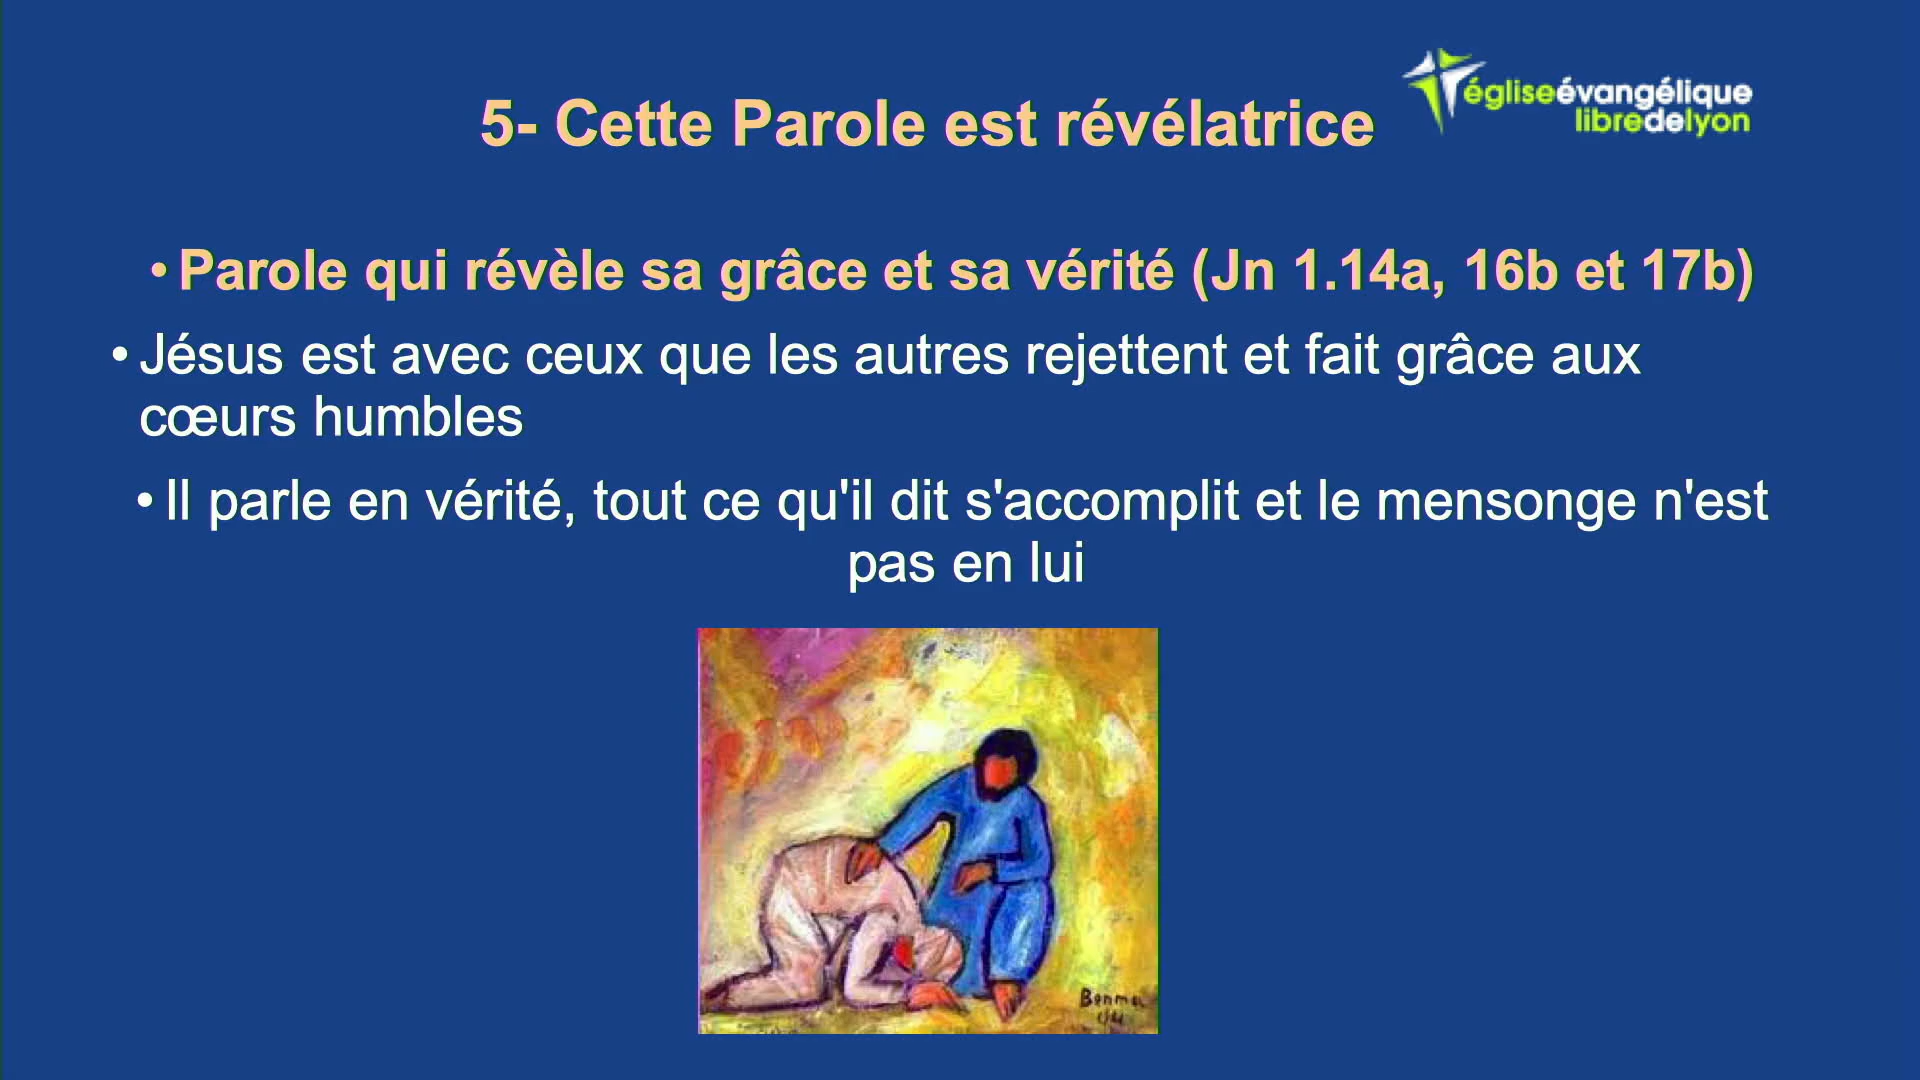 5- Cette Parole est révélatrice
égliseévangélique
libredelyon
• Parole qui révèle sa grâce et sa vérité (Jn 1.14a, 16b et 17b)
• Jésus est avec ceux que les autres rejettent et fait grâce aux
cœurs humbles
• Il parle en vérité, tout ce qu'il dit s'accomplit et le mensonge n'est
pas en lui